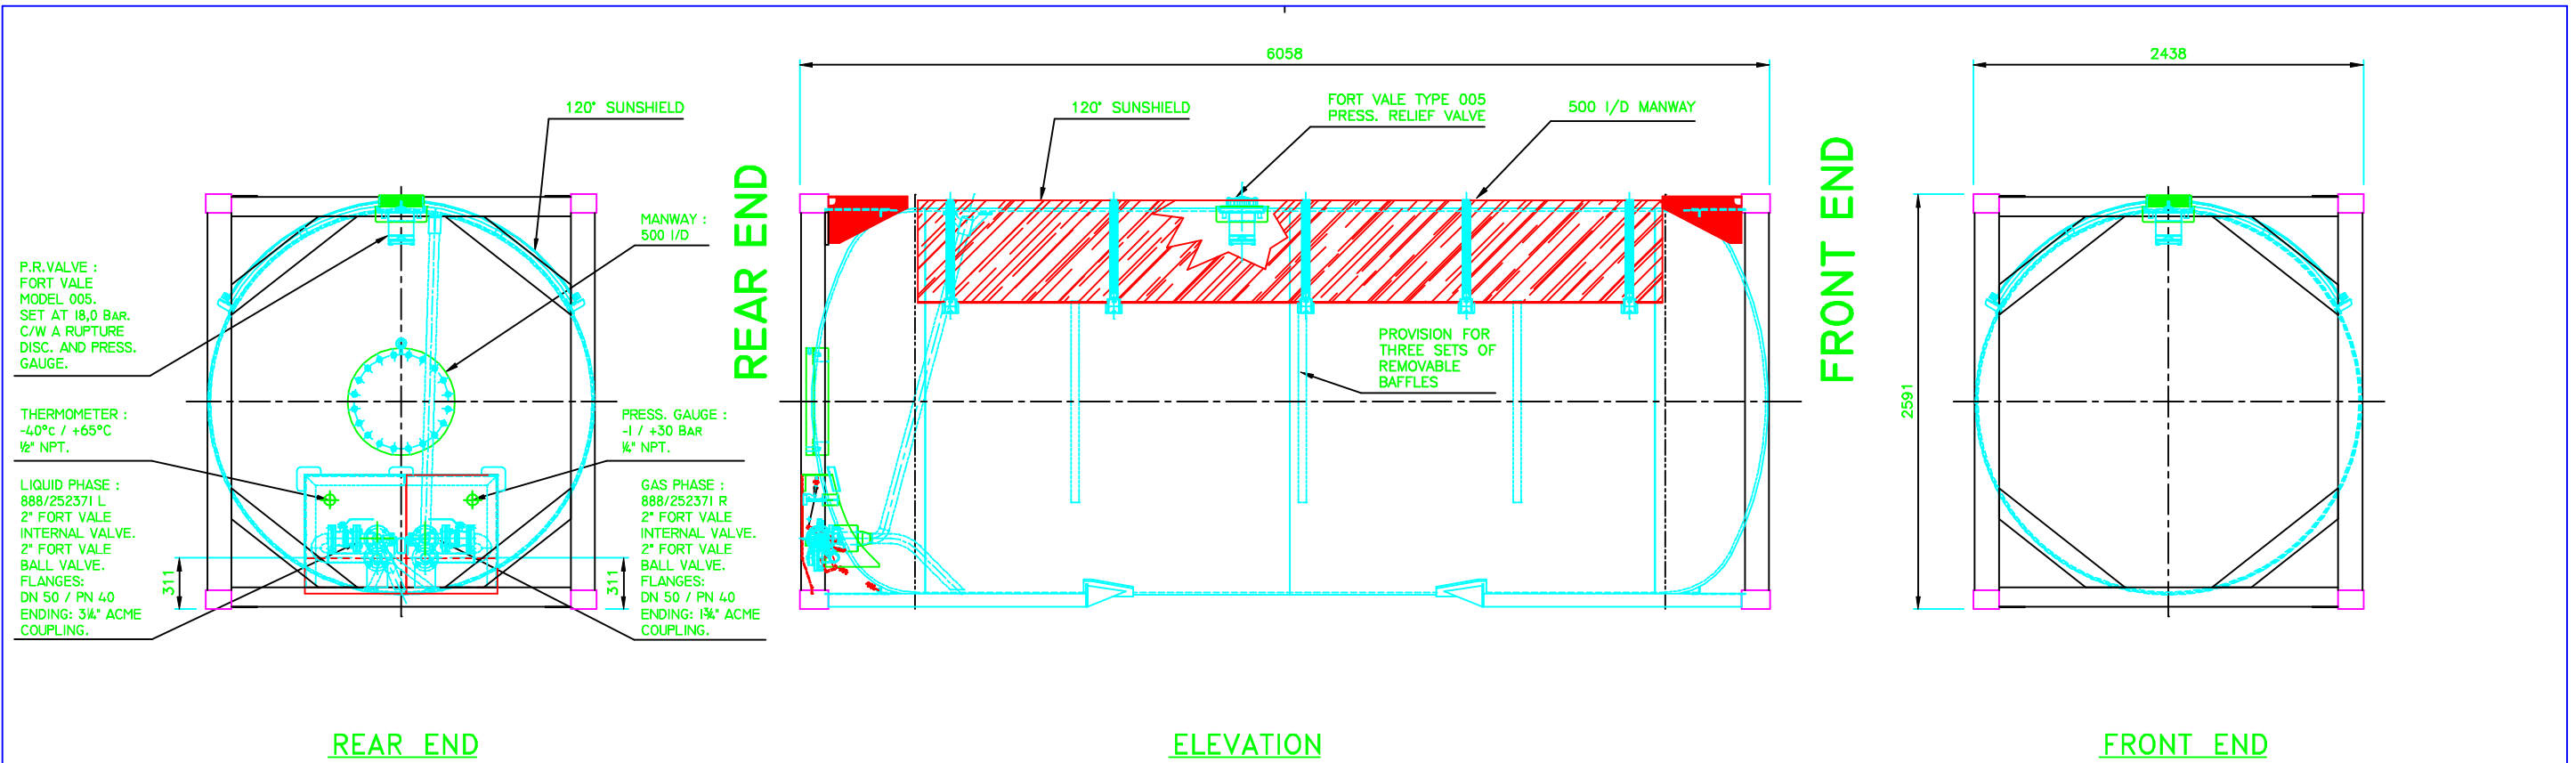 6058
2438
120° SUNSHIELD
120° SUNSHIELD
FORT VALE TYPE 005
PRESS. RELIEF VALVE
500 I/D MANWAY
REAR END
FRONT END
MANWAY :
500 I/D
P.R.VALVE :
FORT VALE
MODEL 005.
SET AT 18,0 BAR.
C/W A RUPTURE
DISC. AND PRESS.
GAUGE.
PROVISION FOR
THREE SETS OF
REMOVABLE
BAFFLES
2591
THERMOMETER :
-40°c / +65°C
½" NPT.
PRESS. GAUGE :
-1 / +30 BAR
¼" NPT.
LIQUID PHASE :
888/252371 L
2" FORT VALE
INTERNAL VALVE.
2" FORT VALE
BALL VALVE.
FLANGES:
DN 50 / PN 40
ENDING: 3¼" ACME
COUPLING.
311
311
GAS PHASE :
888/252371 R
2" FORT VALE
INTERNAL VALVE.
2" FORT VALE
BALL VALVE.
FLANGES:
DN 50 / PN 40
ENDING: 1¾" ACME
COUPLING.
REAR END
ELEVATION
FRONT END